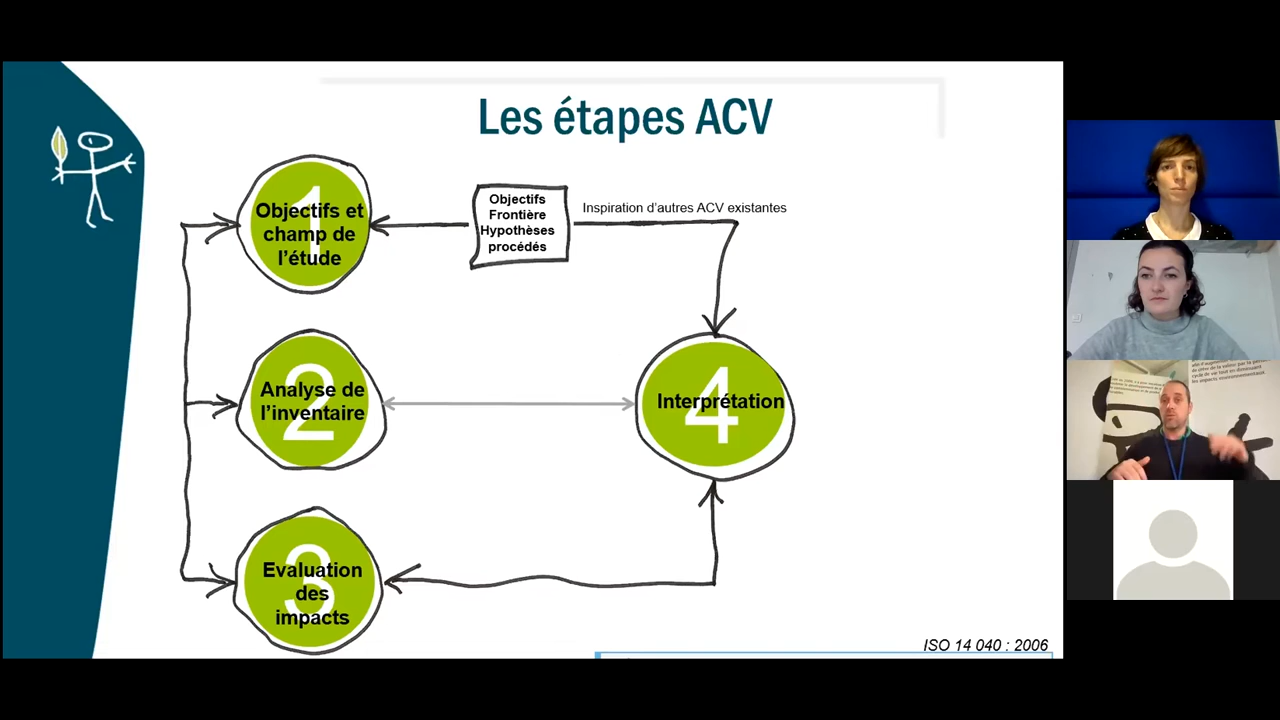 Les étapes ACV
1
Objectifs et
champ de
l'étude
Objectifs
Frontière
Hypothèses
procédés
Inspiration d'autres ACV existantes
2
Analyse de
l'inventaire
4
Interprétation
3
Evaluation
des
impacts
ISO 14 040 : 2006